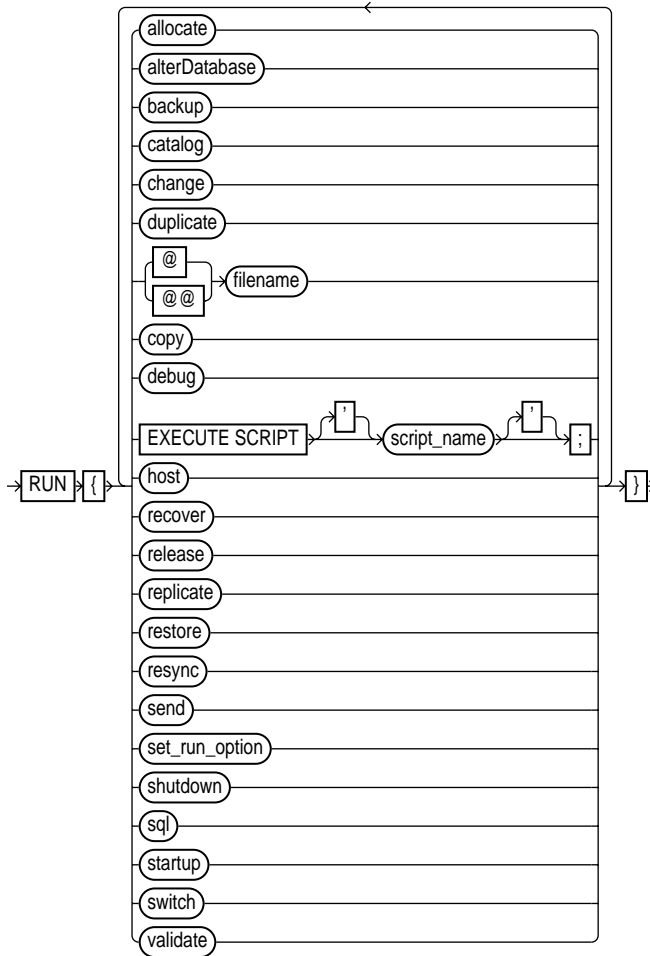 allocate
alterDatabase
backup
catalog
change
duplicate
@
@@
filename
copy
debug
EXECUTE SCRIPT ' script_name ' ;
host
RUN { }
recover
release
replicate
restore
resync
send
set_run_option
shutdown
sql
startup
switch
validate